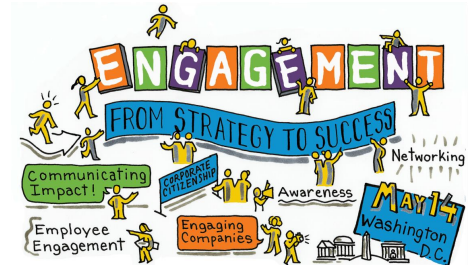 ENGAGEMENT
FROM STRATEGY TO SUCCESS
Networking
Communicating
Impact!
CORPORATE
CITIZENSHIP
Awareness
MAY 14
Washington
D.C.
Employee
Engagement
Engaging
Companies